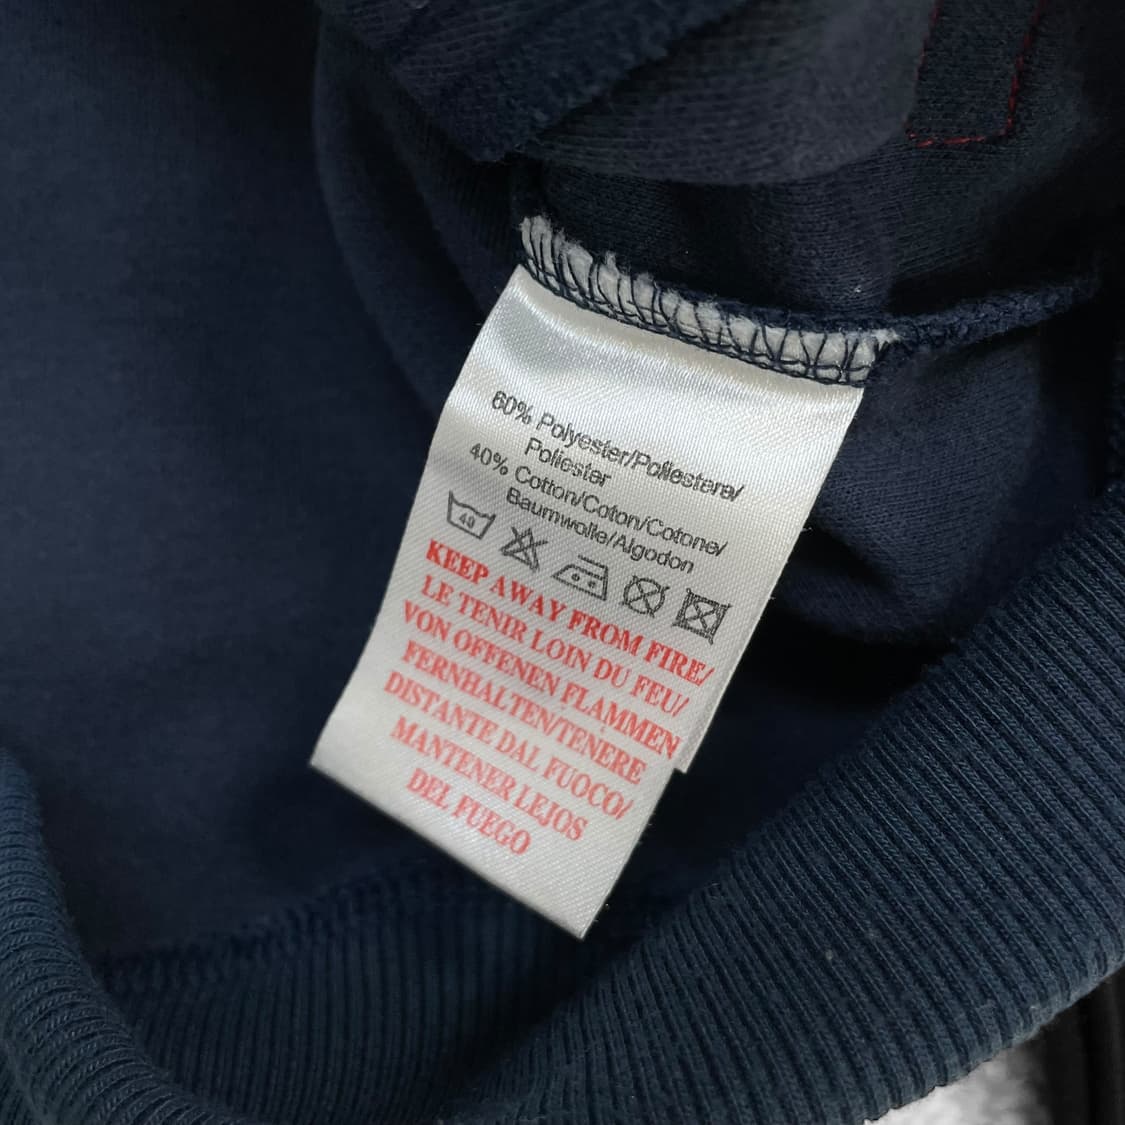 60% Polyester/Poliestere/
Poliester
40% Cotton/Coton/Cotone/
Baumwolle/Algodon
40
KEEP AWAY FROM FIRE/
LE TENIR LOIN DU FEU/
VON OFFENEN FLAMMEN
FERNHALTEN/TENERE
DISTANTE DAL FUOCO/
MANTENER LEJOS
DEL FUEGO